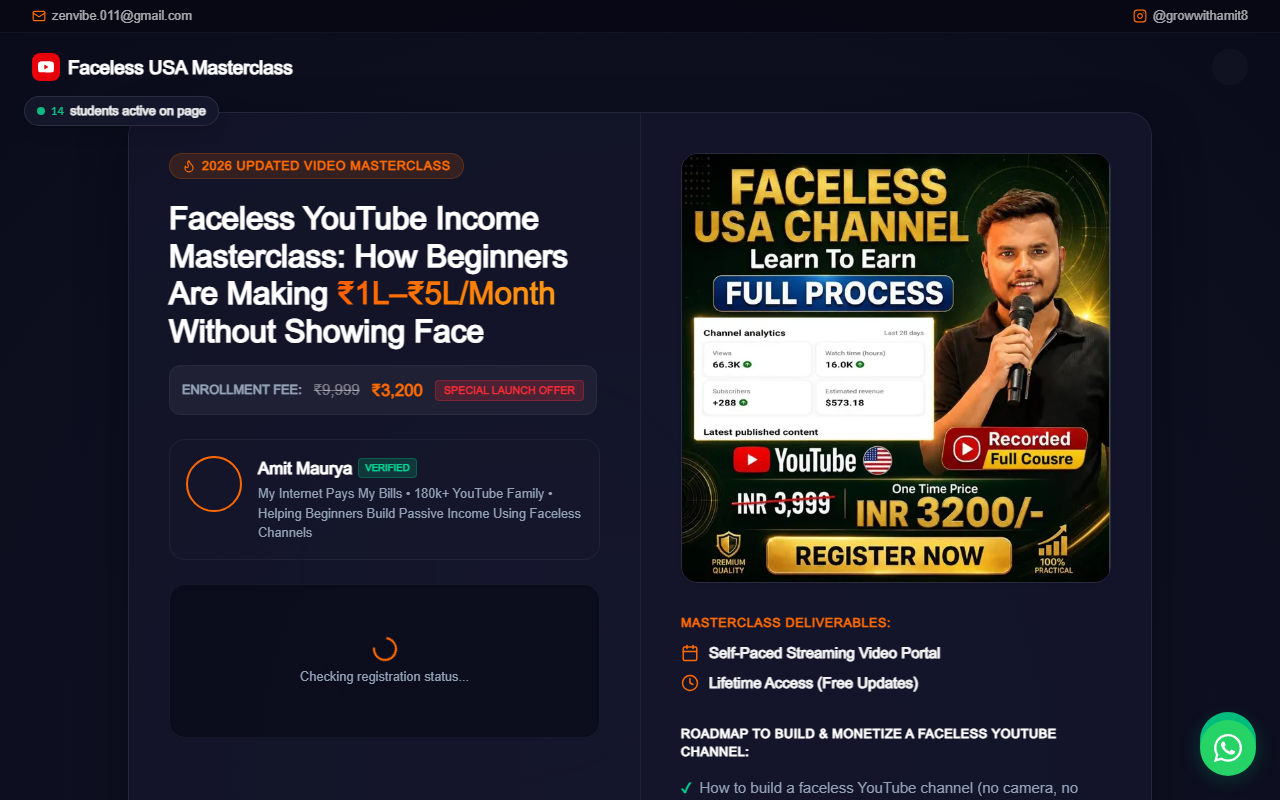 zenvibe.011@gmail.com
@growwithamit8
Faceless USA Masterclass
14 students active on page
2026 UPDATED VIDEO MASTERCLASS
Faceless YouTube Income
Masterclass: How Beginners
Are Making ₹1L–₹5L/Month
Without Showing Face
ENROLLMENT FEE: ₹9,999 ₹3,200 SPECIAL LAUNCH OFFER
Amit Maurya VERIFIED
My Internet Pays My Bills • 180k+ YouTube Family •
Helping Beginners Build Passive Income Using Faceless
Channels
Checking registration status...
FACELESS
USA CHANNEL
Learn To Earn
FULL PROCESS
Channel analytics Last 28 days
Views Watch time (hours)
66.3K 16.0K
Subscribers Estimated revenue
+288 $573.18
Latest published content
Recorded
Full Cousre
YouTube
One Time Price
INR 3,999 INR 3200/-
PREMIUM
QUALITY
REGISTER NOW
100%
PRACTICAL
MASTERCLASS DELIVERABLES:
Self-Paced Streaming Video Portal
Lifetime Access (Free Updates)
ROADMAP TO BUILD & MONETIZE A FACELESS YOUTUBE
CHANNEL:
✓ How to build a faceless YouTube channel (no camera, no